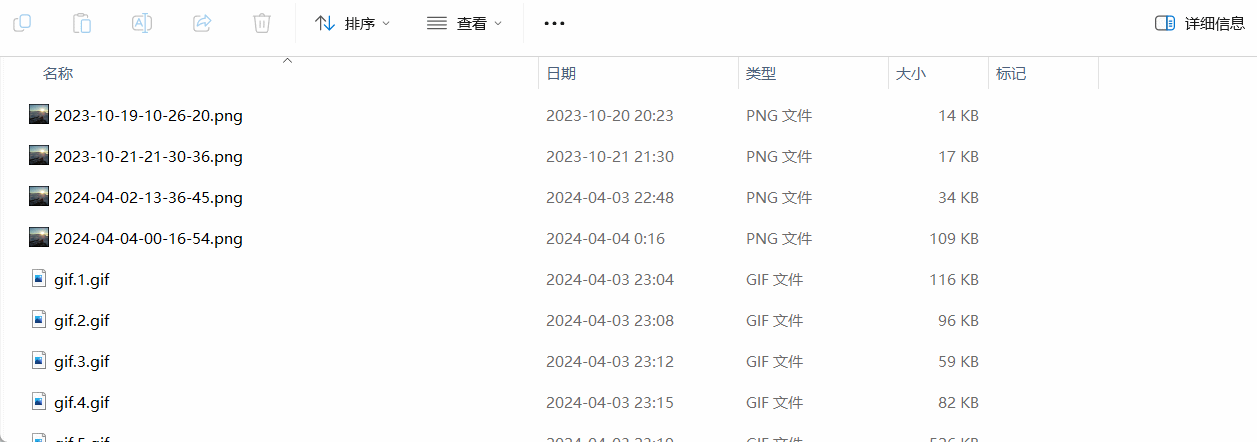 排序 查看 ••• 详细信息
名称 日期 类型 大小 标记
2023-10-19-10-26-20.png 2023-10-20 20:23 PNG 文件 14 KB
2023-10-21-21-30-36.png 2023-10-21 21:30 PNG 文件 17 KB
2024-04-02-13-36-45.png 2024-04-03 22:48 PNG 文件 34 KB
2024-04-04-00-16-54.png 2024-04-04 0:16 PNG 文件 109 KB
gif.1.gif 2024-04-03 23:04 GIF 文件 116 KB
gif.2.gif 2024-04-03 23:08 GIF 文件 96 KB
gif.3.gif 2024-04-03 23:12 GIF 文件 59 KB
gif.4.gif 2024-04-03 23:15 GIF 文件 82 KB